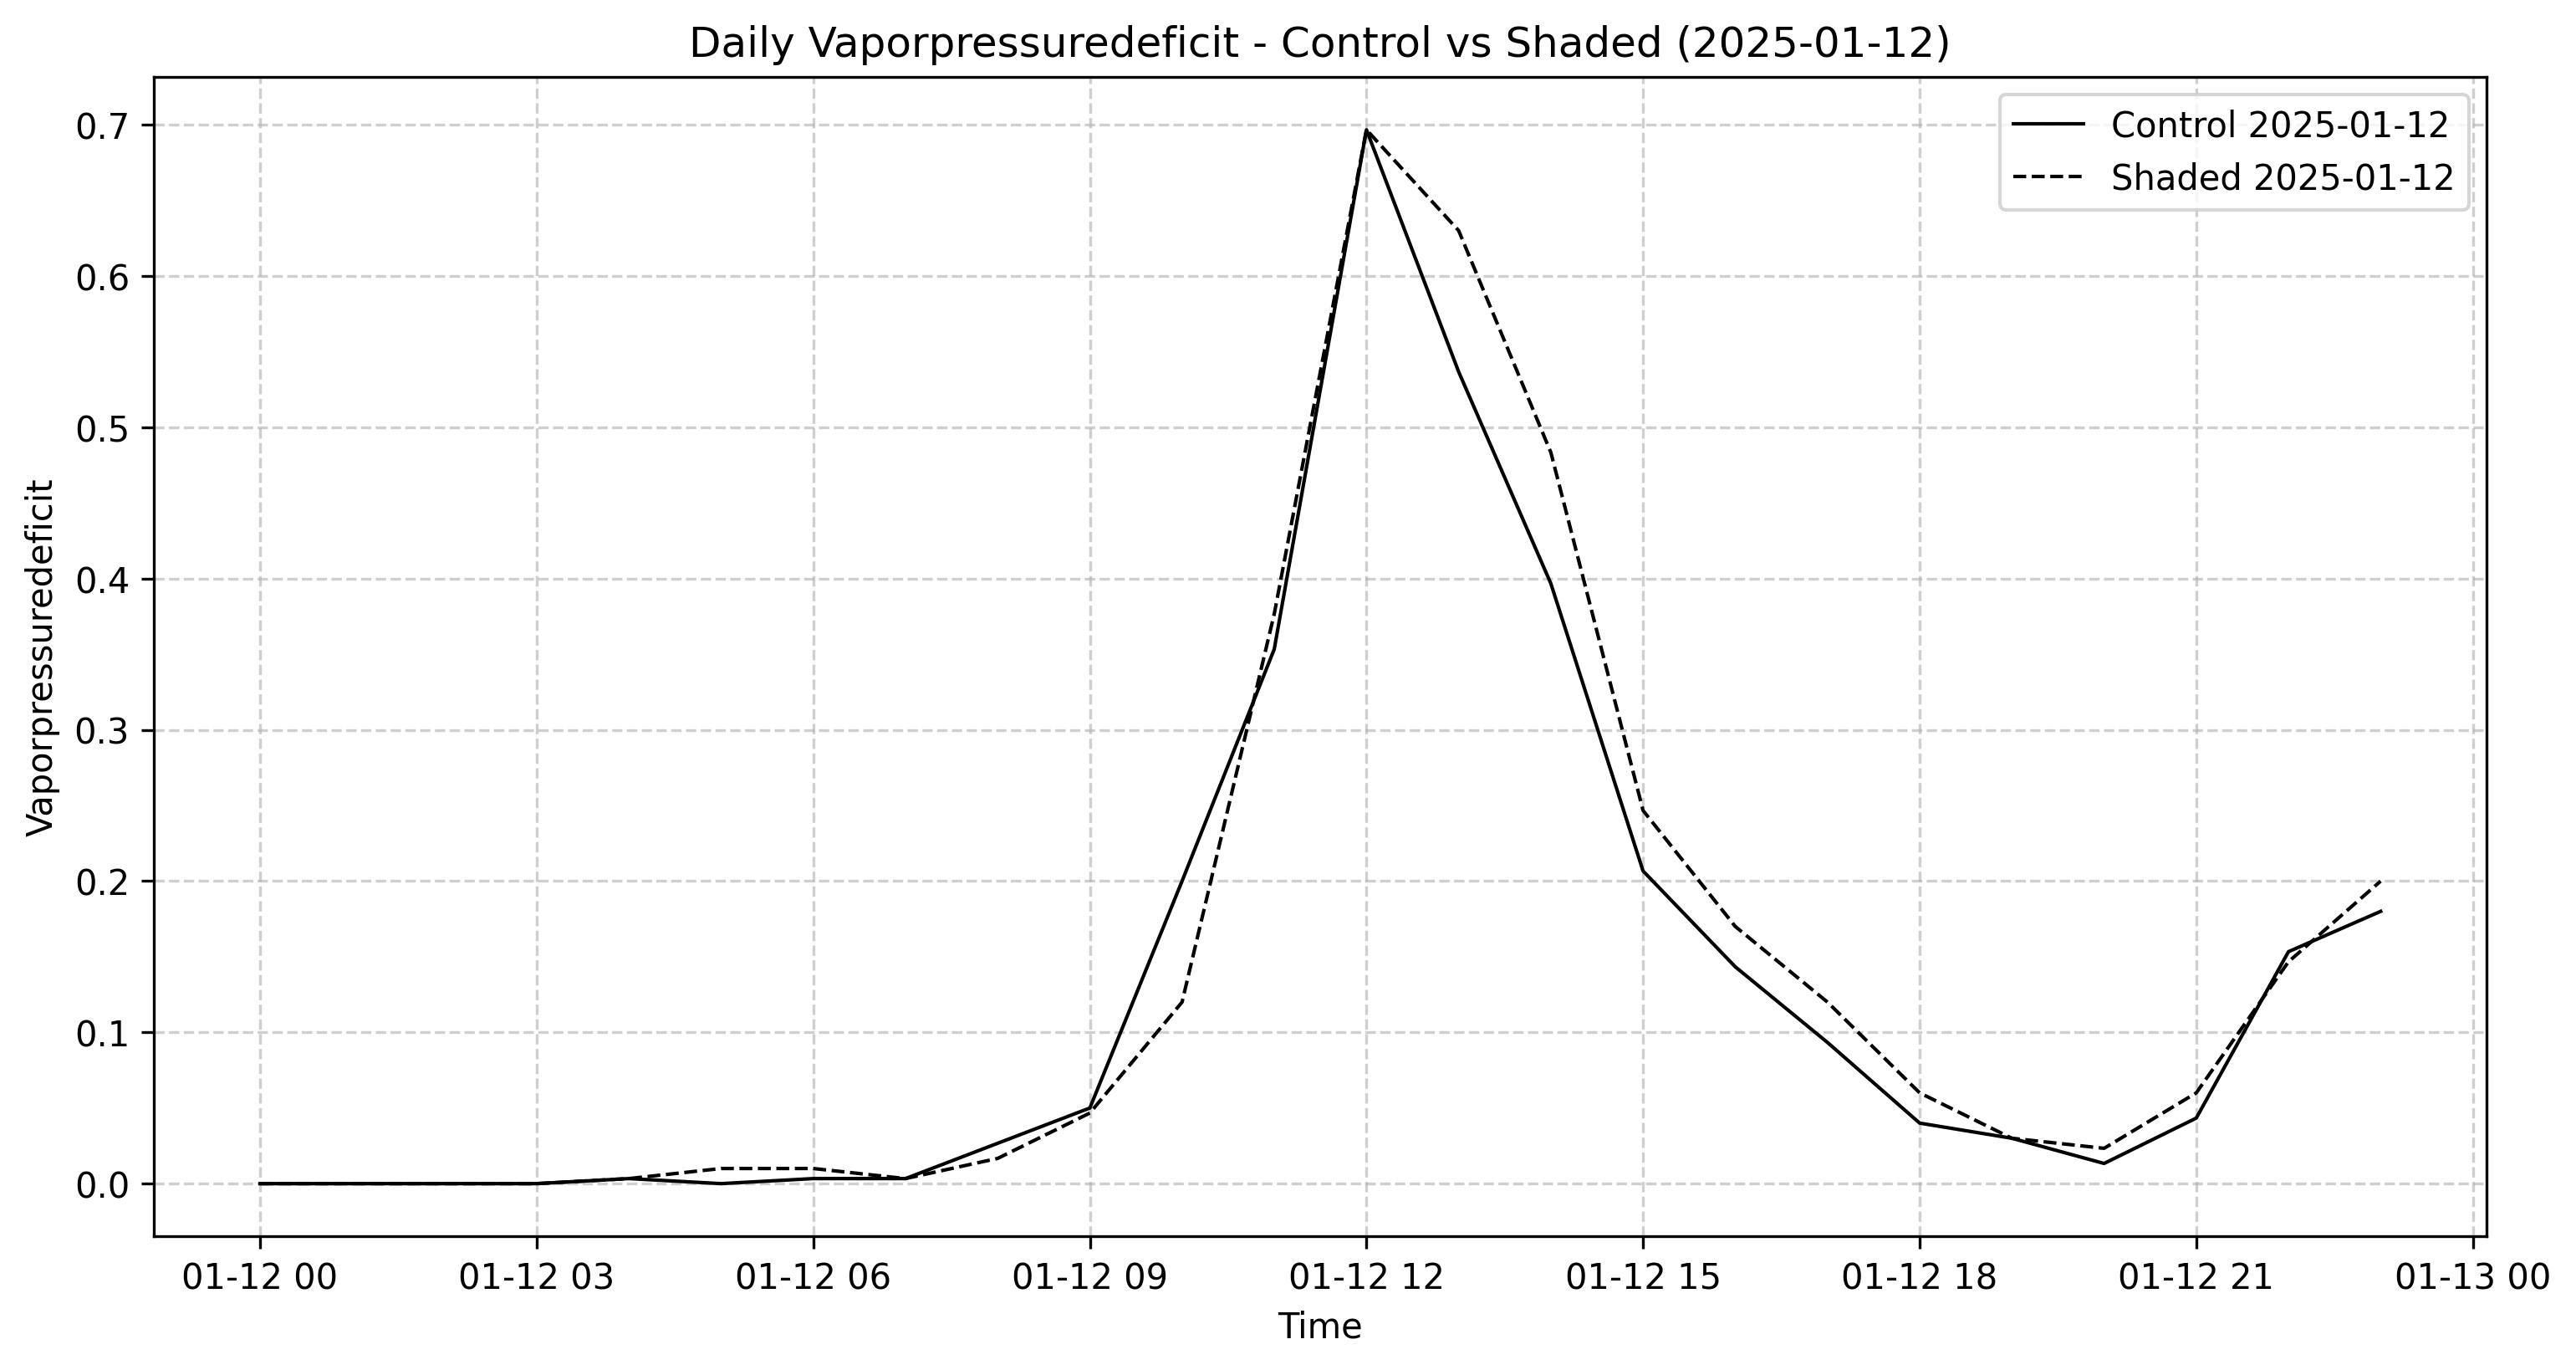 Daily Vaporpressuredeficit - Control vs Shaded (2025-01-12)
Control 2025-01-12
Shaded 2025-01-12
Vaporpressuredeficit
0.7
0.6
0.5
0.4
0.3
0.2
0.1
0.0
01-12 00 01-12 03 01-12 06 01-12 09 01-12 12 01-12 15 01-12 18 01-12 21 01-13 00
Time